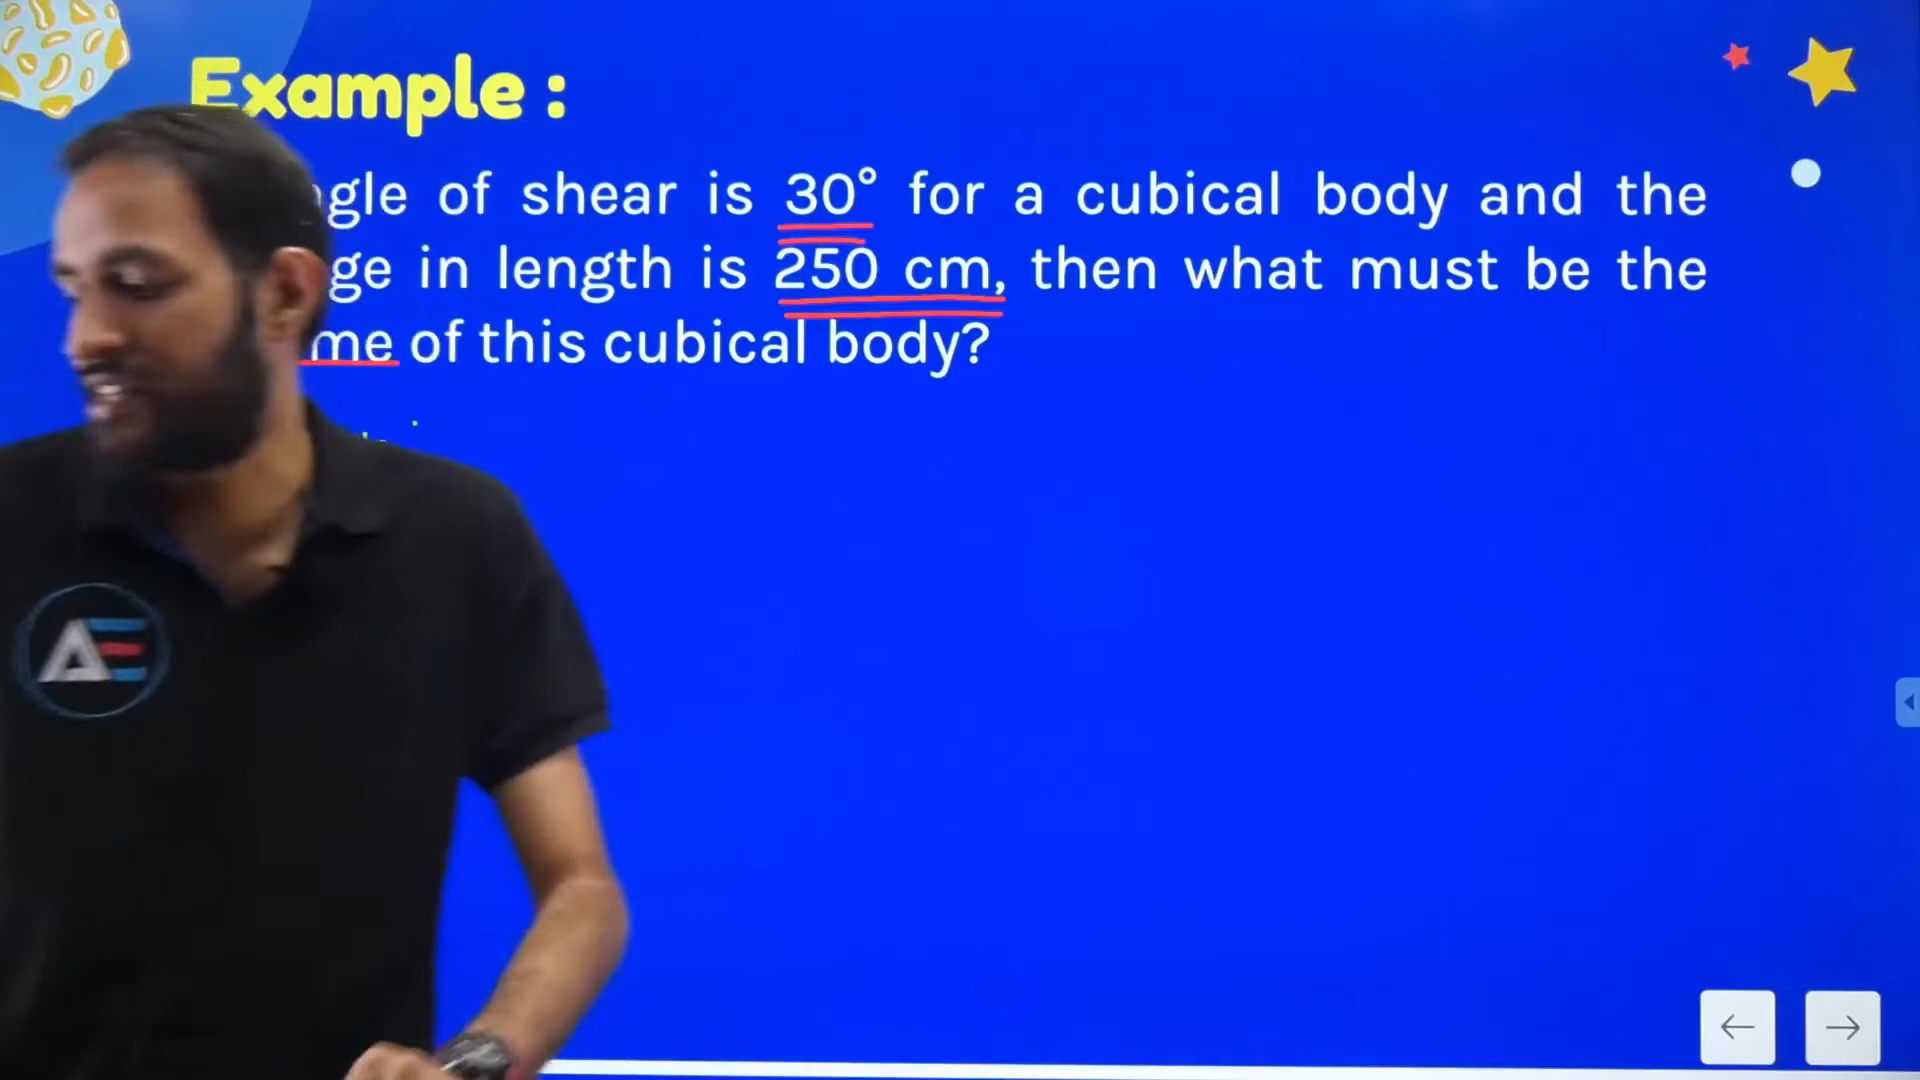 Example :
gle of shear is 30° for a cubical body and the
ge in length is 250 cm, then what must be the
me of this cubical body?
AE